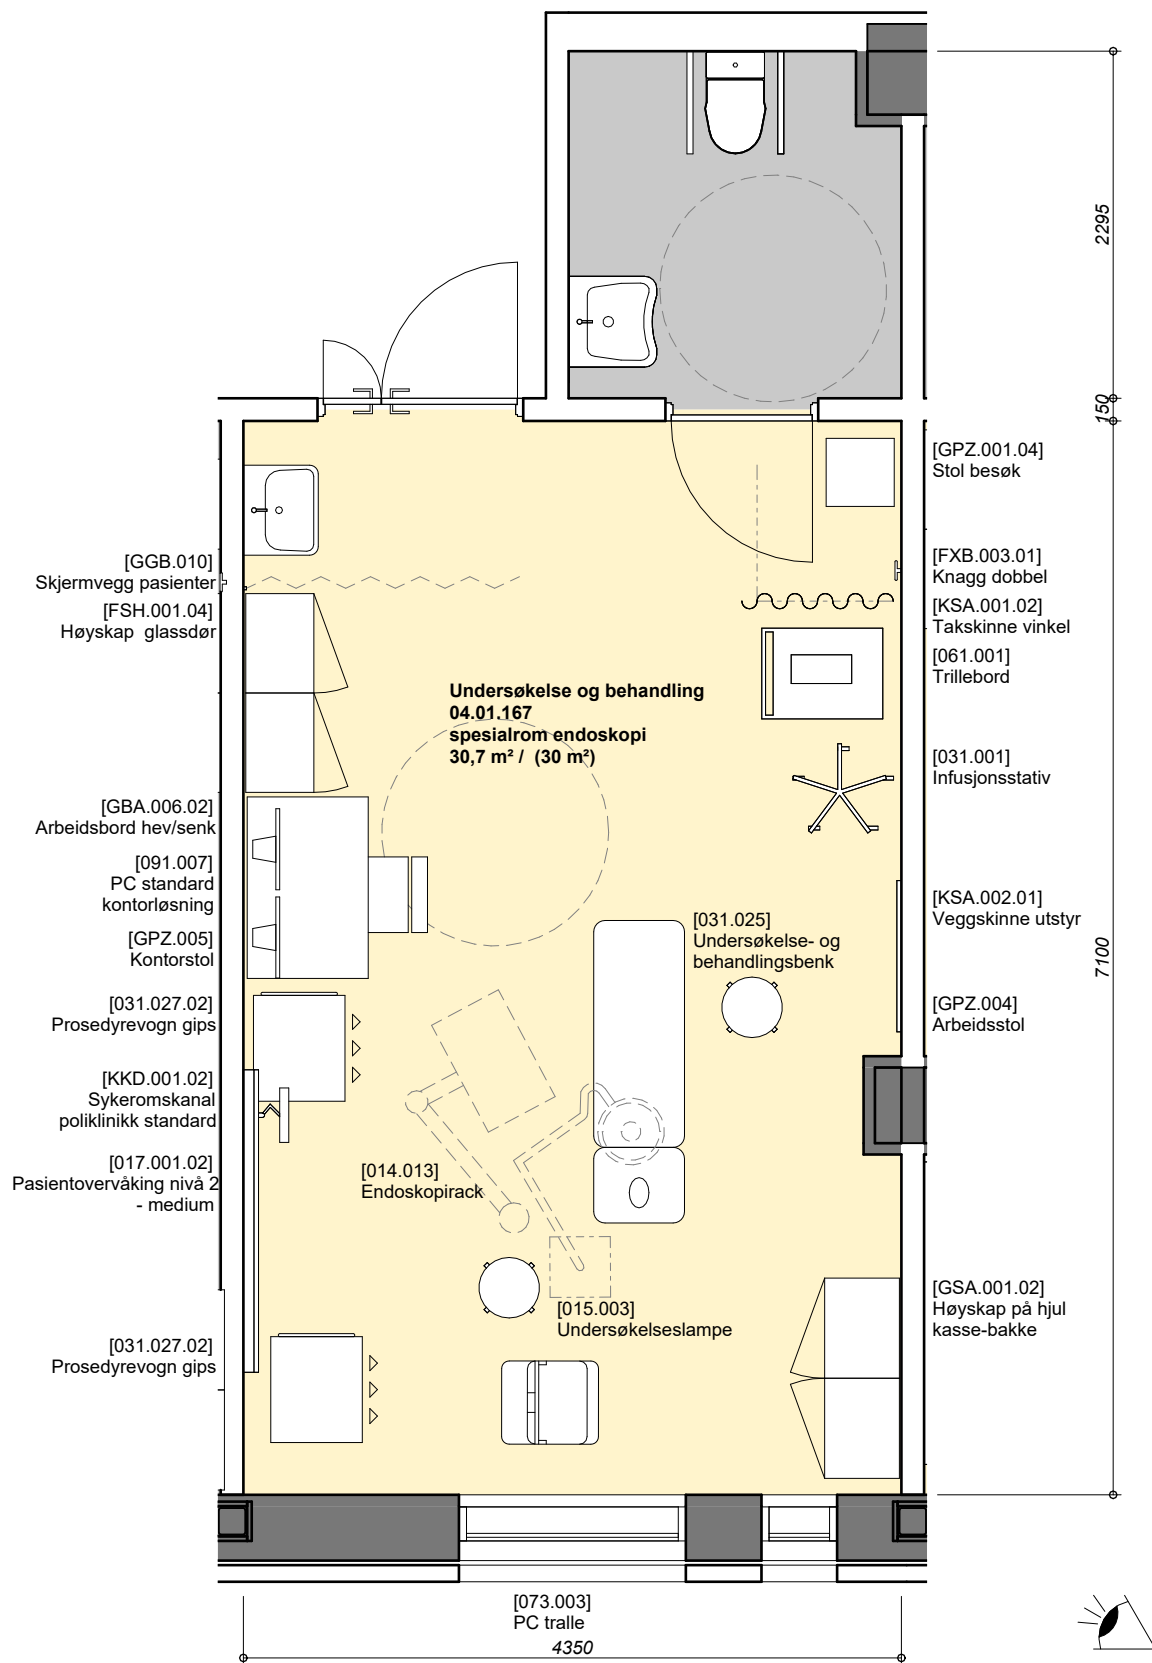 2295
150
[GPZ.001.04]
Stol besøk
[GGB.010]
Skjermvegg pasienter
[FXB.003.01]
Knagg dobbel
[FSH.001.04]
Høyskap glassdør
[KSA.001.02]
Takskinne vinkel
[061.001]
Trillebord
Undersøkelse og behandling
04.01.167
spesialrom endoskopi
30,7 m² / (30 m²)
[031.001]
Infusjonsstativ
[GBA.006.02]
Arbeidsbord hev/senk
[091.007]
PC standard
kontorløsning
[GPZ.005]
Kontorstol
[KSA.002.01]
Veggskinne utstyr
[031.025]
Undersøkelse- og
behandlingsbenk
7100
[031.027.02]
Prosedyrevogn gips
[GPZ.004]
Arbeidsstol
[KKD.001.02]
Sykeromskanal
poliklinikk standard
[017.001.02]
Pasientovervåking nivå 2
- medium
[014.013]
Endoskopirack
[015.003]
Undersøkelseslampe
[GSA.001.02]
Høyskap på hjul
kasse-bakke
[031.027.02]
Prosedyrevogn gips
[073.003]
PC tralle
4350